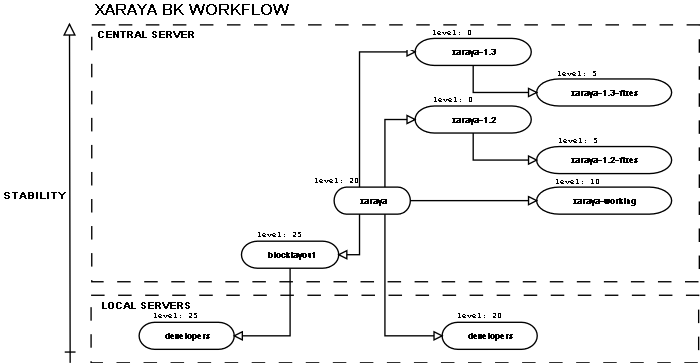 XARAYA BK WORKFLOW
CENTRAL SERVER
level: 0
xaraya-1.3
level: 5
xaraya-1.3-fixes
level: 0
xaraya-1.2
level: 5
xaraya-1.2-fixes
level: 20
xaraya
level: 10
xaraya-working
STABILITY
level: 25
blocklayout
LOCAL SERVERS
level: 25
developers
level: 20
developers